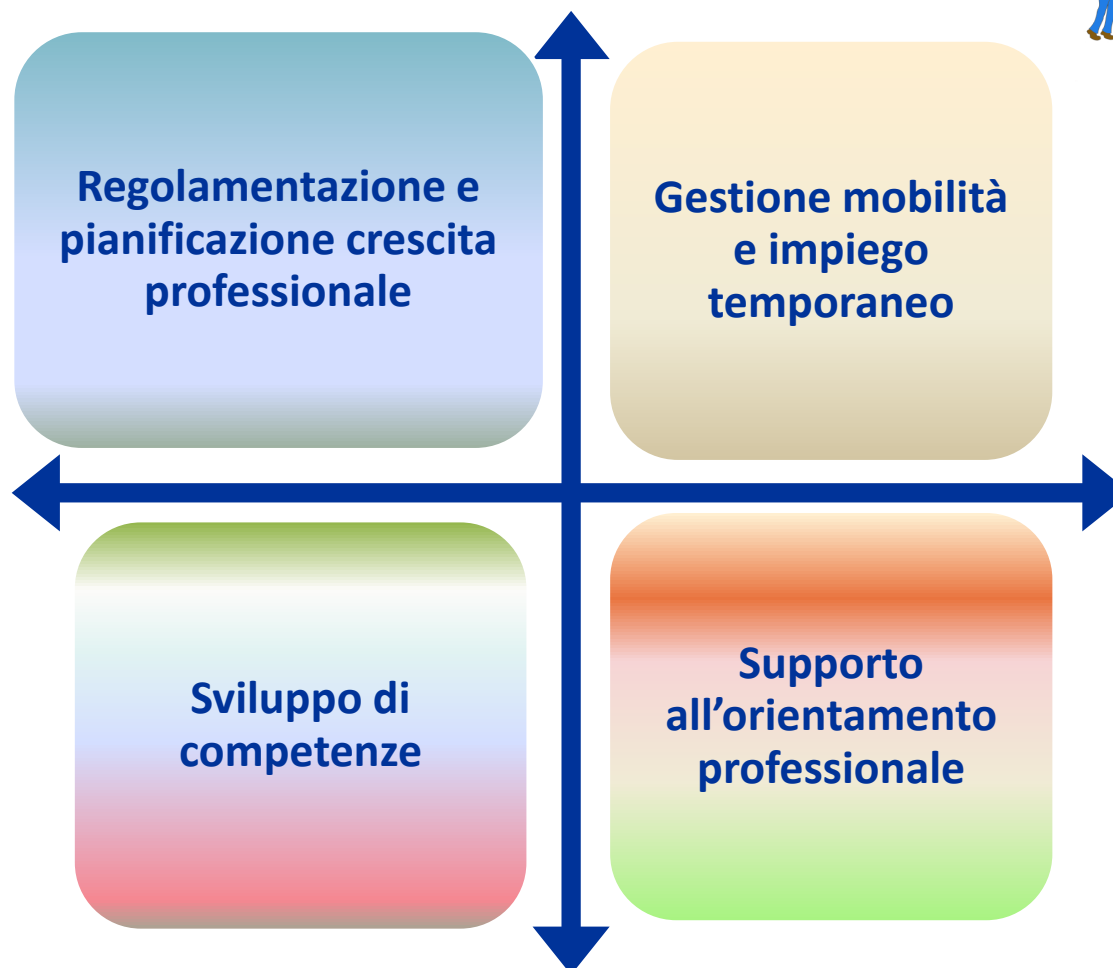 Regolamentazione e
pianificazione crescita
professionale
Gestione mobilità
e impiego
temporaneo
Sviluppo di
competenze
Supporto
all’orientamento
professionale